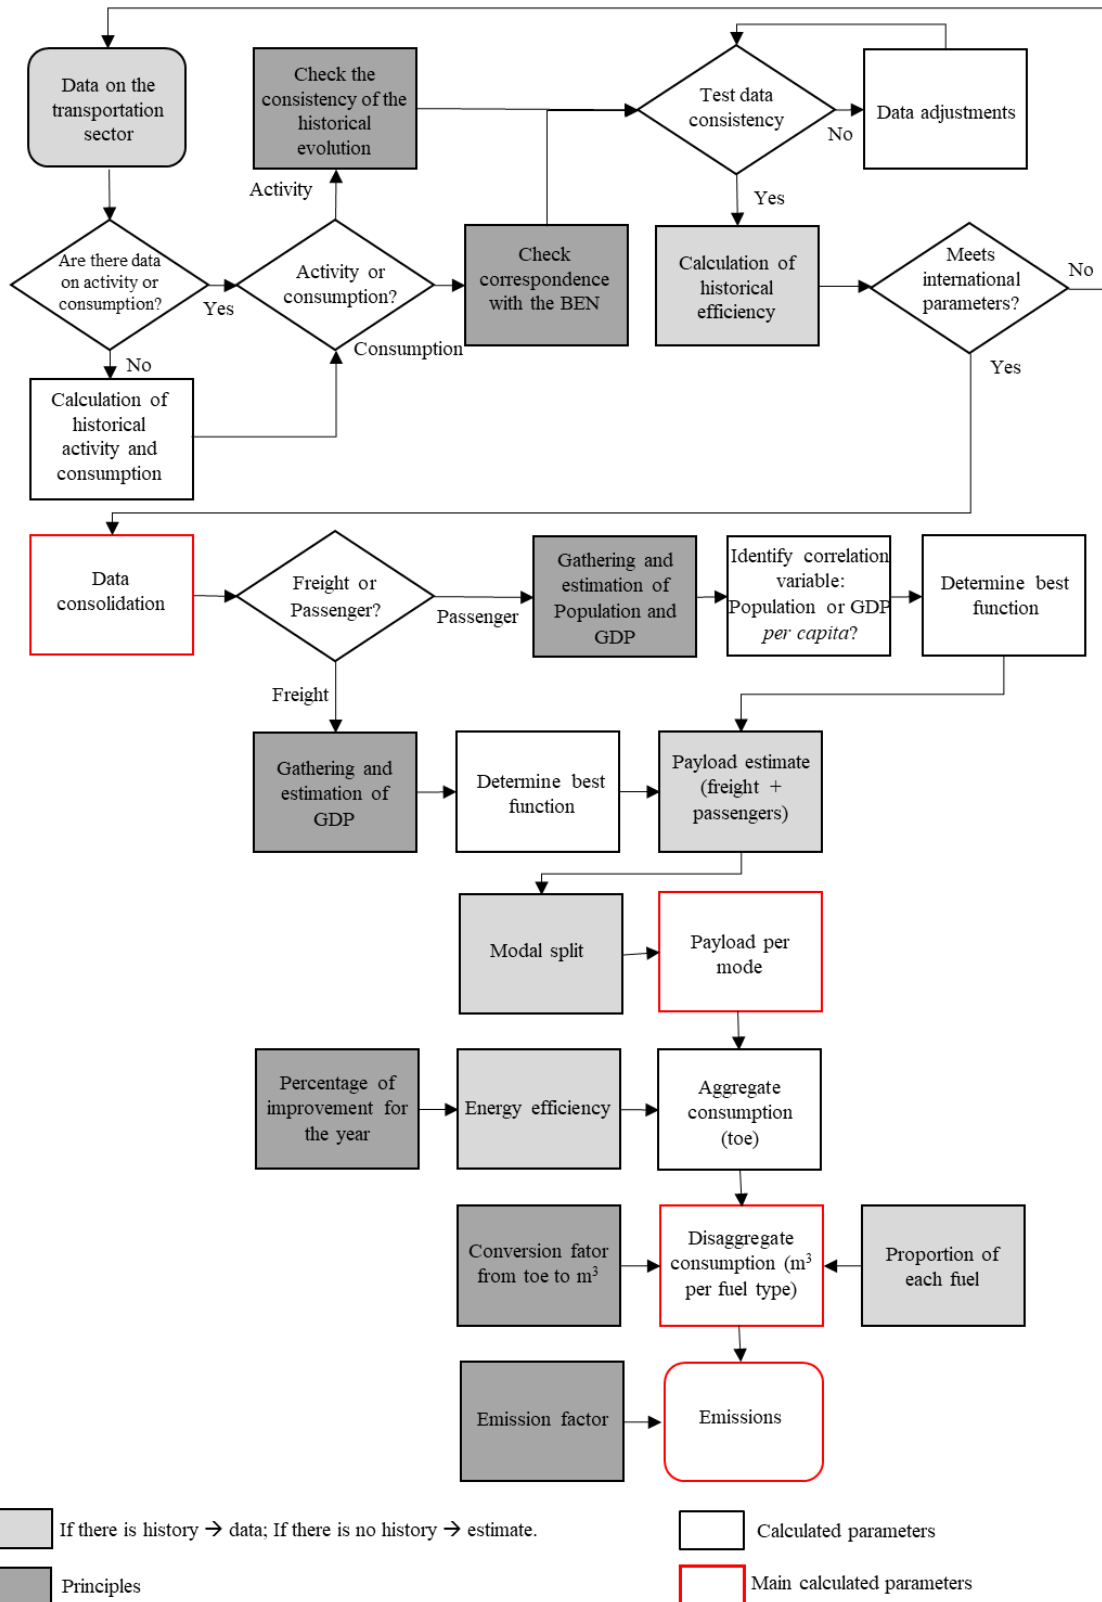 Data on the
transportation
sector
Check the
consistency of the
historical
evolution
Test data
consistency
No
Data adjustments
Activity
Yes
Are there data
on activity or
consumption?
Yes
Activity or
consumption?
Check
correspondence
with the BEN
Calculation of
historical
efficiency
Meets
international
parameters?
No
Consumption
Yes
No
Calculation of
historical
activity and
consumption
Data
consolidation
Freight or
Passenger?
Passenger
Gathering and
estimation of
Population and
GDP
Identify correlation
variable:
Population or GDP
per capita?
Determine best
function
Freight
Gathering and
estimation of
GDP
Determine best
function
Payload estimate
(freight +
passengers)
Modal split
Payload per
mode
Percentage of
improvement for
the year
Energy efficiency
Aggregate
consumption
(toe)
Conversion fator
from toe to m³
Disaggregate
consumption (m³
per fuel type)
Proportion of
each fuel
Emission factor
Emissions
If there is history → data; If there is no history → estimate.
Calculated parameters
Principles
Main calculated parameters